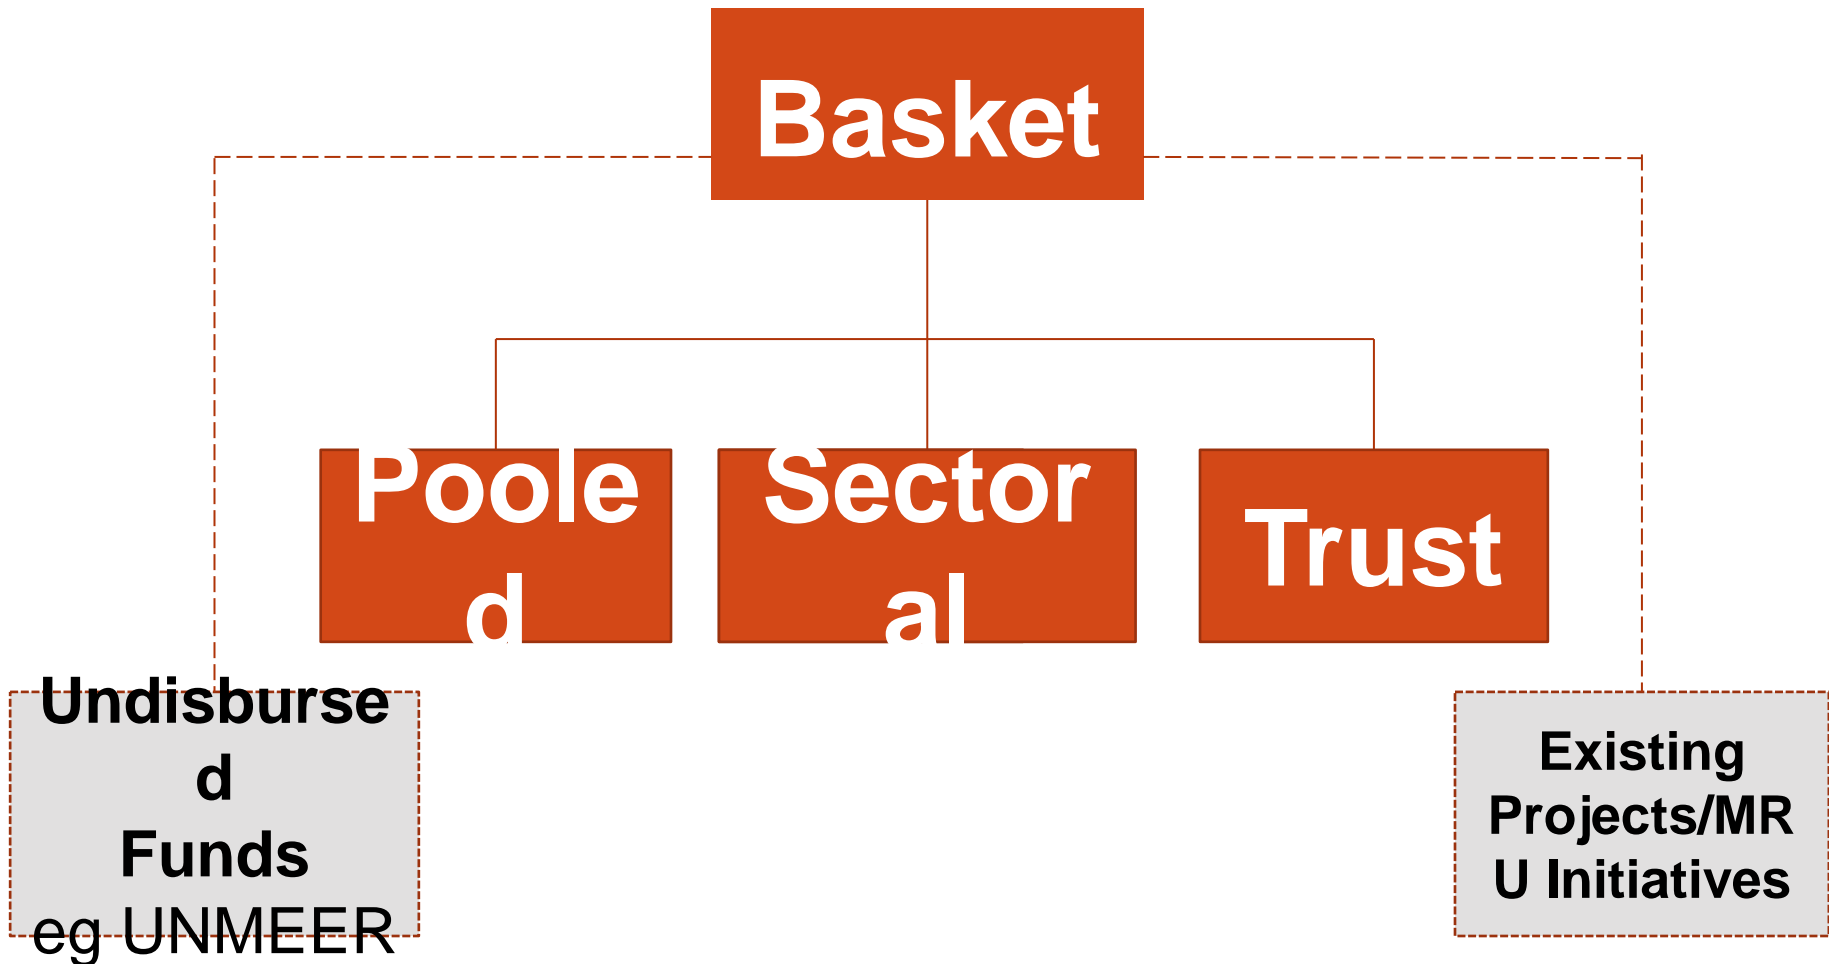 Basket
Poole
d
Sector
al
Trust
Undisburse
d
Funds
eg UNMEER
Existing
Projects/MR
U Initiatives